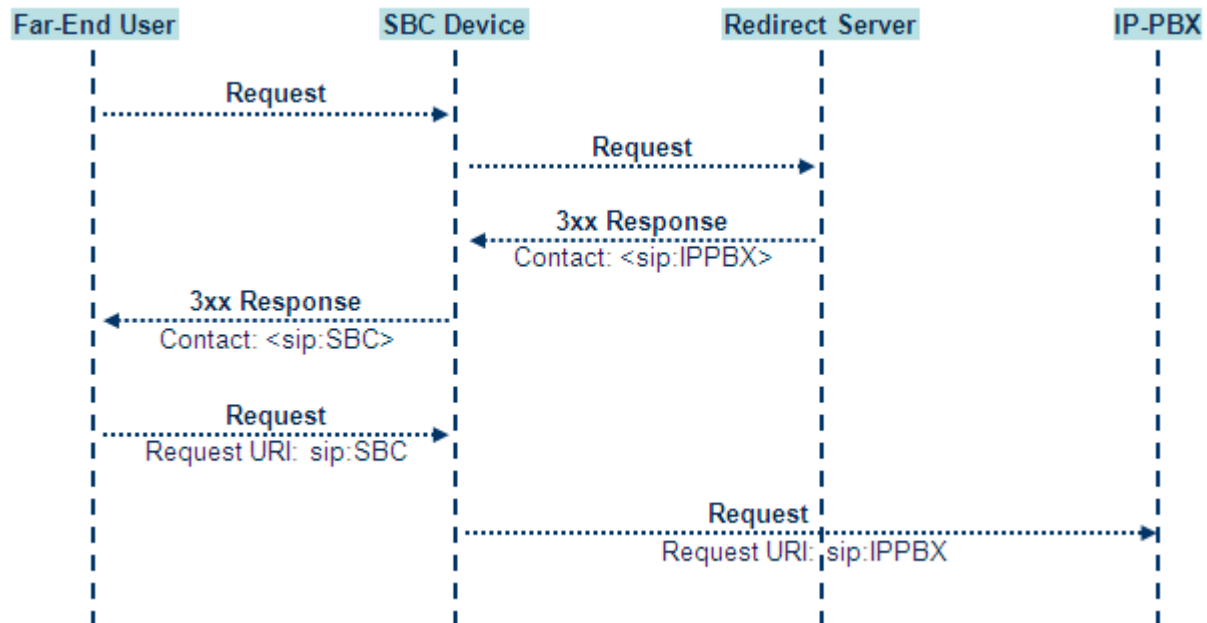 Far-End User
SBC Device
Redirect Server
IP-PBX
Request
Request
3xx Response
Contact: <sip:IPPBX>
3xx Response
Contact: <sip:SBC>
Request
Request URI: sip:SBC
Request
Request URI: sip:IPPBX